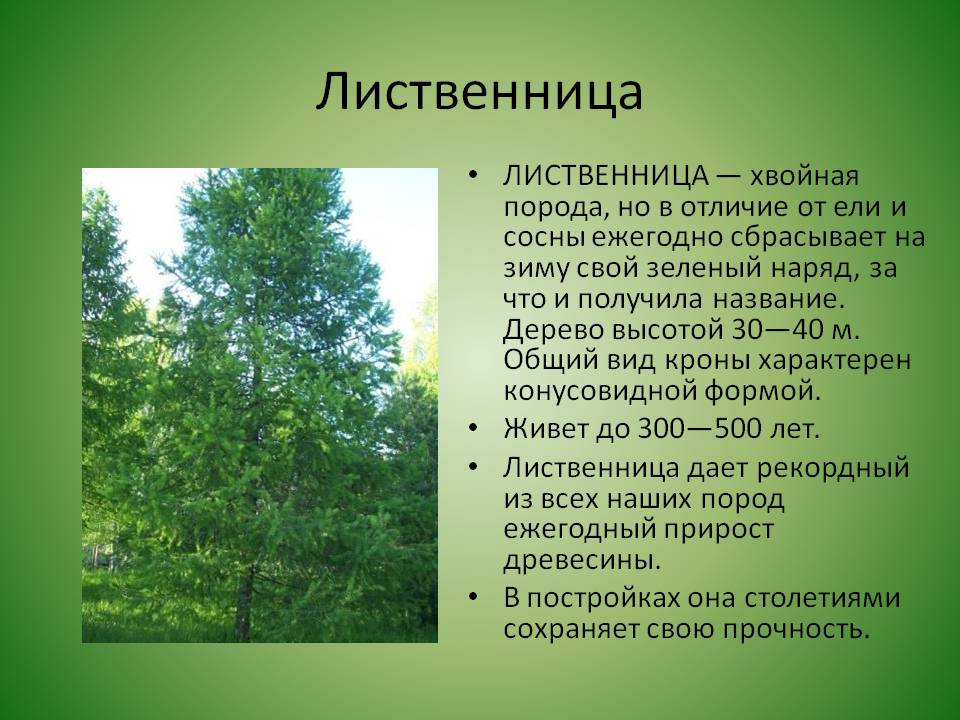 Лиственница
• ЛИСТВЕННИЦА — хвойная
порода, но в отличие от ели и
сосны ежегодно сбрасывает на
зиму свой зеленый наряд, за
что и получила название.
Дерево высотой 30—40 м.
Общий вид кроны характерен
конусовидной формой.
• Живет до 300—500 лет.
• Лиственница дает рекордный
из всех наших пород
ежегодный прирост
древесины.
• В постройках она столетиями
сохраняет свою прочность.